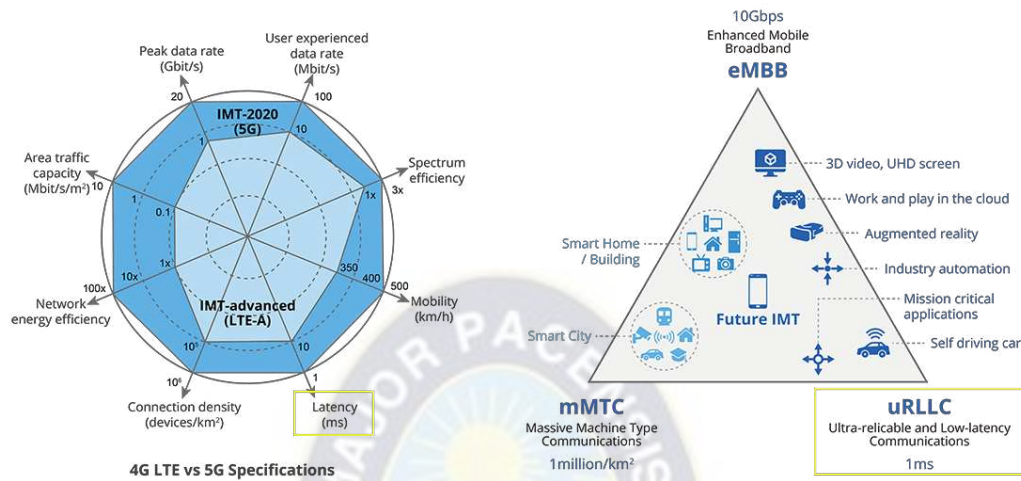 Peak data rate
(Gbit/s)
User experienced
data rate
(Mbit/s)
20
100
IMT-2020
(5G)
1
10
Area traffic
capacity
(Mbit/s/m²)
10
1
0.1
Spectrum
efficiency
1x
3x
1x
10x
100x
Network
energy efficiency
350
400
500
Mobility
(km/h)
IMT-advanced
(LTE-A)
10⁵
10⁶
10
1
Connection density
(devices/km²)
Latency
(ms)
4G LTE vs 5G Specifications
10Gbps
Enhanced Mobile
Broadband
eMBB
3D video, UHD screen
Work and play in the cloud
Augmented reality
Smart Home
/ Building
Industry automation
Mission critical
applications
Future IMT
Smart City
Self driving car
mMTC
Massive Machine Type
Communications
1million/km²
uRLLC
Ultra-relicable and Low-latency
Communications
1ms
AJOR PACENSIS